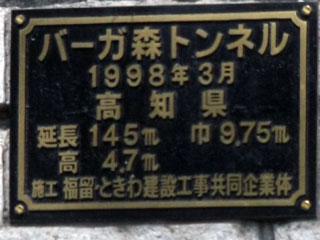 バーガ森トンネル
1998年3月
高知県
延長 145m 巾 9.75m
高 4.7m
施工 福留・ときわ建設工事共同企業体